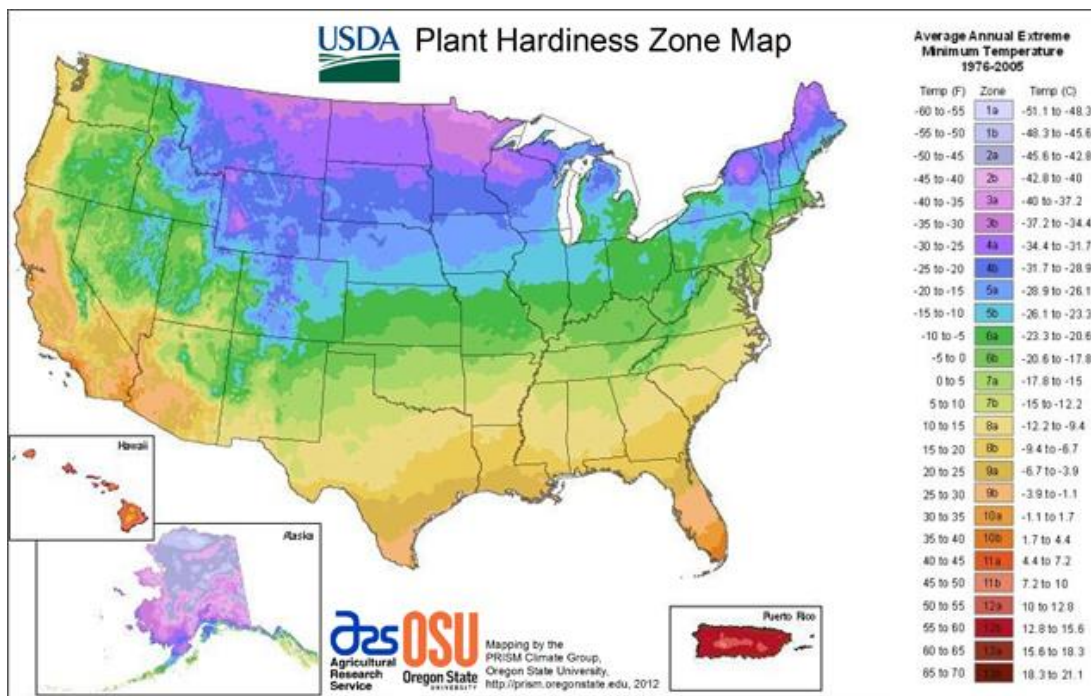 USDA Plant Hardiness Zone Map
Average Annual Extreme
Minimum Temperature
1976-2005
Temp (F) Zone Temp (C)
-60 to -55 1a -51.1 to -48.3
-55 to -50 1b -48.3 to -45.6
-50 to -45 2a -45.6 to -42.8
-45 to -40 2b -42.8 to -40
-40 to -35 3a -40 to -37.2
-35 to -30 3b -37.2 to -34.4
-30 to -25 4a -34.4 to -31.7
-25 to -20 4b -31.7 to -28.9
-20 to -15 5a -28.9 to -26.1
-15 to -10 5b -26.1 to -23.3
-10 to -5 6a -23.3 to -20.6
-5 to 0 6b -20.6 to -17.8
0 to 5 7a -17.8 to -15
5 to 10 7b -15 to -12.2
10 to 15 8a -12.2 to -9.4
15 to 20 8b -9.4 to -6.7
20 to 25 9a -6.7 to -3.9
25 to 30 9b -3.9 to -1.1
30 to 35 10a -1.1 to 1.7
35 to 40 10b 1.7 to 4.4
40 to 45 11a 4.4 to 7.2
45 to 50 11b 7.2 to 10
50 to 55 12a 10 to 12.8
55 to 60 12b 12.8 to 15.6
60 to 65 13a 15.6 to 18.3
65 to 70 18.3 to 21.1
Hawaii
Alaska
Puerto Rico
ars
Agricultural
Research
Service
OSU
Oregon State
UNIVERSITY
Mapping by the
PRISM Climate Group,
Oregon State University,
http://prism.oregonstate.edu, 2012